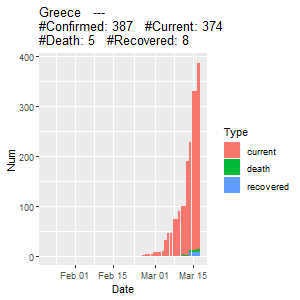 Greece ---
#Confirmed: 387 #Current: 374
#Death: 5 #Recovered: 8
400
300
200
100
0
Num
Feb 01 Feb 15 Mar 01 Mar 15
Date
Type
current
death
recovered